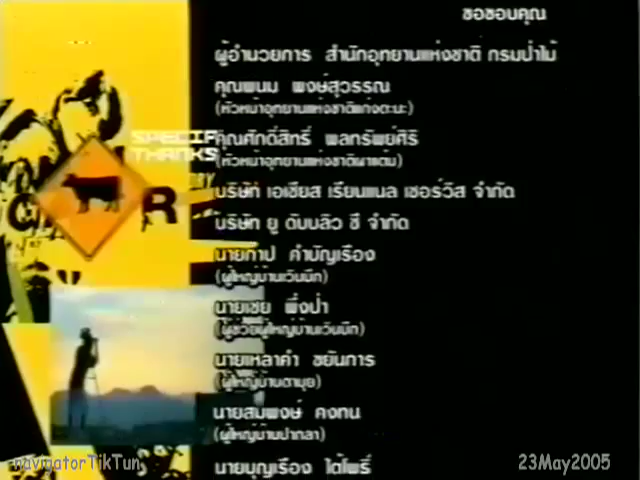 ขอขอบคุณ
ผู้อำนวยการ สำนักอุทยานแห่งชาติ กรมป่าไม้
คุณพนม พงษ์สุวรรณ
(หัวหน้าอุทยานแห่งชาติแก่งตะนะ)
SPECIAL THANKS
คุณศักดิ์สิทธิ์ พลทรัพย์ศิริ
(หัวหน้าอุทยานแห่งชาติผาแต้ม)
บริษัท เอเซียส เรียนแนล เซอร์วิส จำกัด
บริษัท ยู ดับบลิว ซี จำกัด
นายกาป คำบัญเรือง
(ผู้ใหญ่บ้านเวินบึก)
นายเชย พึ่งป่า
(ผู้ช่วยผู้ใหญ่บ้านเวินบึก)
นายเหลาคำ ขยันการ
(ผู้ใหญ่บ้านตามุย)
นายสมพงษ์ คงทน
(ผู้ใหญ่บ้านปากลา)
นายบุญเรือง ใต้โพธิ์
navigatorTikTun
23May2005